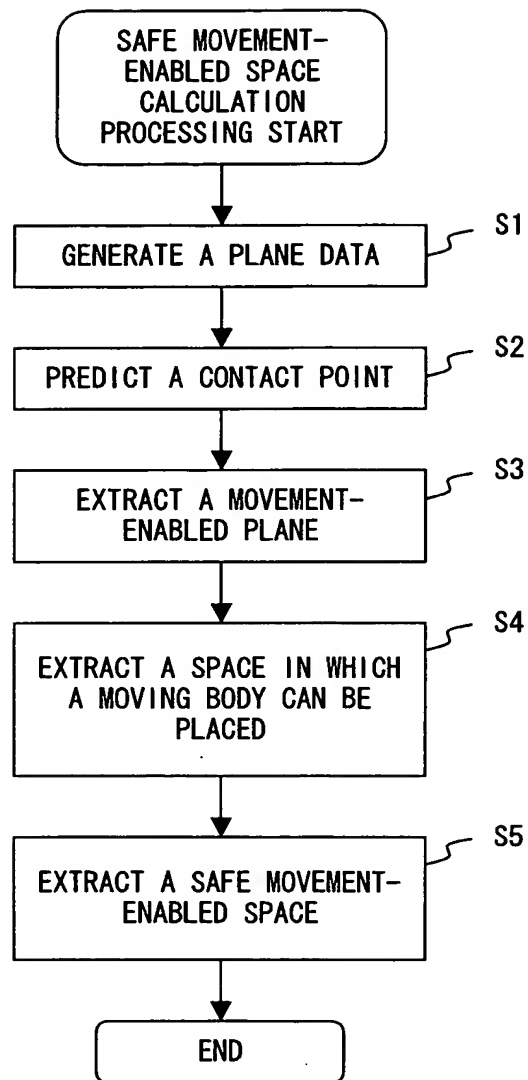 SAFE MOVEMENT-
ENABLED SPACE
CALCULATION
PROCESSING START
S1
GENERATE A PLANE DATA
S2
PREDICT A CONTACT POINT
S3
EXTRACT A MOVEMENT-
ENABLED PLANE
S4
EXTRACT A SPACE IN WHICH
A MOVING BODY CAN BE
PLACED
S5
EXTRACT A SAFE MOVEMENT-
ENABLED SPACE
END